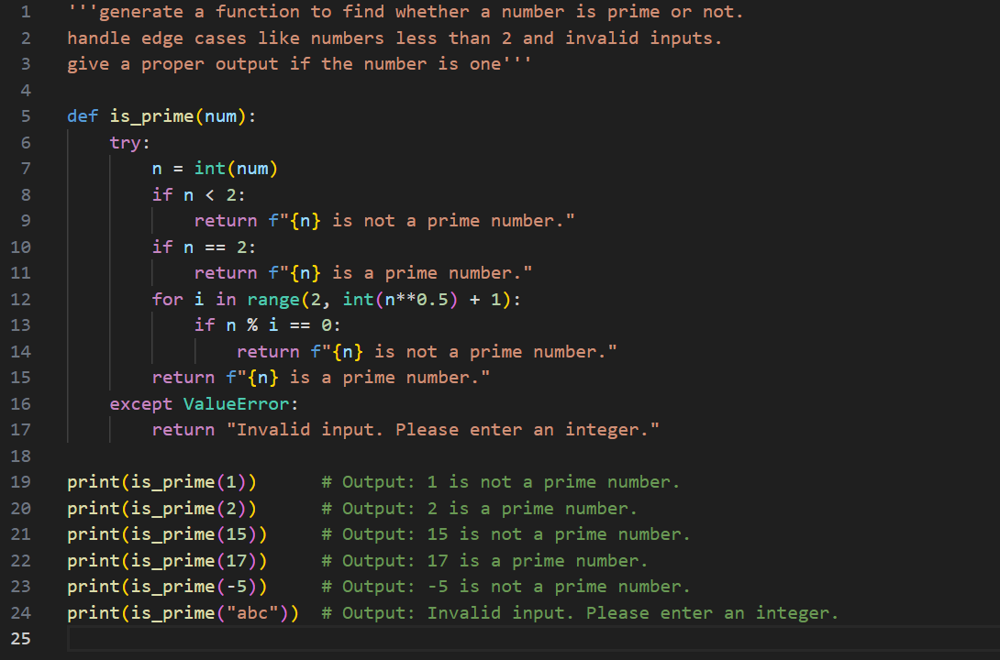 1 '''generate a function to find whether a number is prime or not.
2 handle edge cases like numbers less than 2 and invalid inputs.
3 give a proper output if the number is one'''
4
5 def is_prime(num):
6     try:
7         n = int(num)
8         if n < 2:
9             return f"{n} is not a prime number."
10         if n == 2:
11             return f"{n} is a prime number."
12         for i in range(2, int(n**0.5) + 1):
13             if n % i == 0:
14                 return f"{n} is not a prime number."
15         return f"{n} is a prime number."
16     except ValueError:
17         return "Invalid input. Please enter an integer."
18
19 print(is_prime(1))      # Output: 1 is not a prime number.
20 print(is_prime(2))      # Output: 2 is a prime number.
21 print(is_prime(15))     # Output: 15 is not a prime number.
22 print(is_prime(17))     # Output: 17 is a prime number.
23 print(is_prime(-5))     # Output: -5 is not a prime number.
24 print(is_prime("abc"))  # Output: Invalid input. Please enter an integer.
25